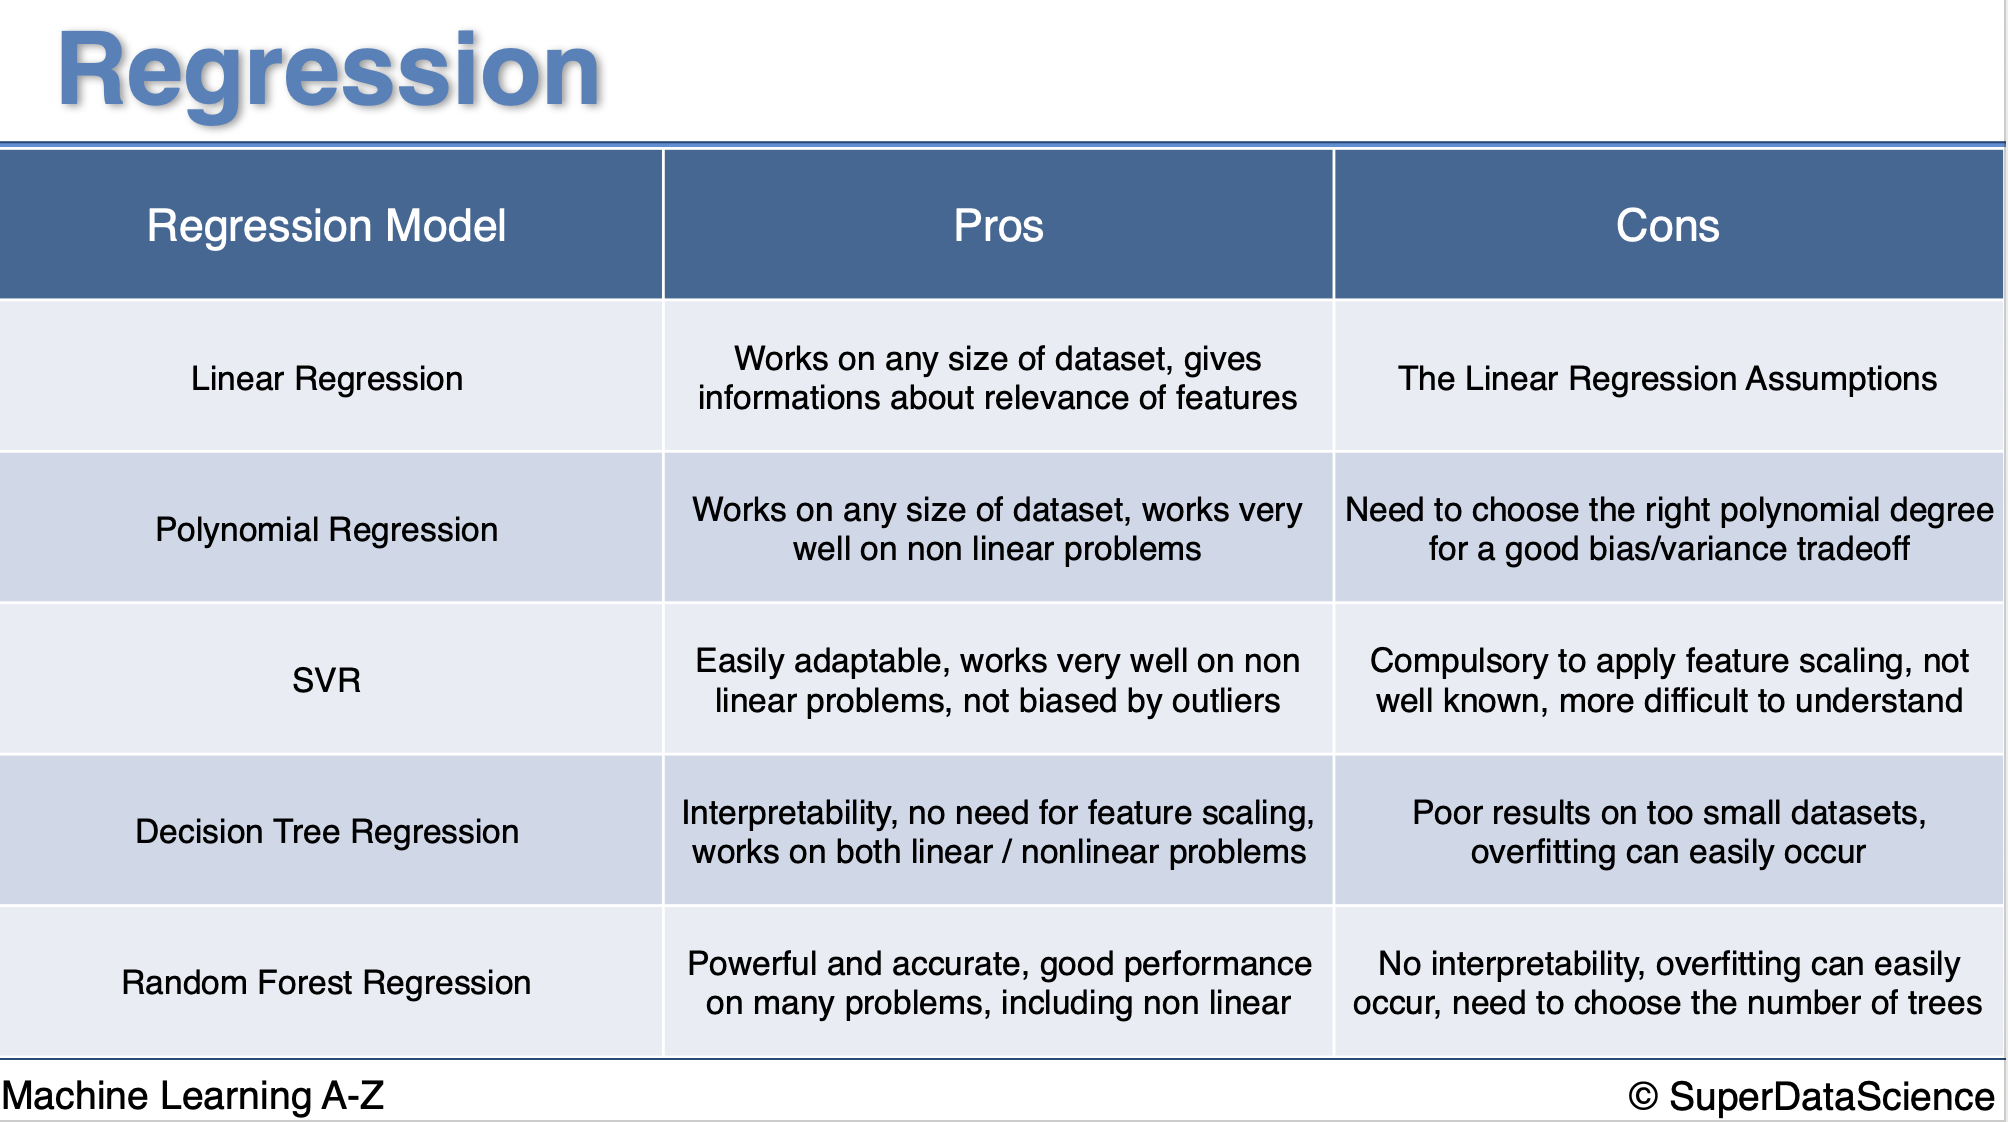 Regression
Regression Model
Pros
Cons
Linear Regression
Works on any size of dataset, gives
informations about relevance of features
The Linear Regression Assumptions
Polynomial Regression
Works on any size of dataset, works very
well on non linear problems
Need to choose the right polynomial degree
for a good bias/variance tradeoff
SVR
Easily adaptable, works very well on non
linear problems, not biased by outliers
Compulsory to apply feature scaling, not
well known, more difficult to understand
Decision Tree Regression
Interpretability, no need for feature scaling,
works on both linear / nonlinear problems
Poor results on too small datasets,
overfitting can easily occur
Random Forest Regression
Powerful and accurate, good performance
on many problems, including non linear
No interpretability, overfitting can easily
occur, need to choose the number of trees
Machine Learning A-Z
© SuperDataScience